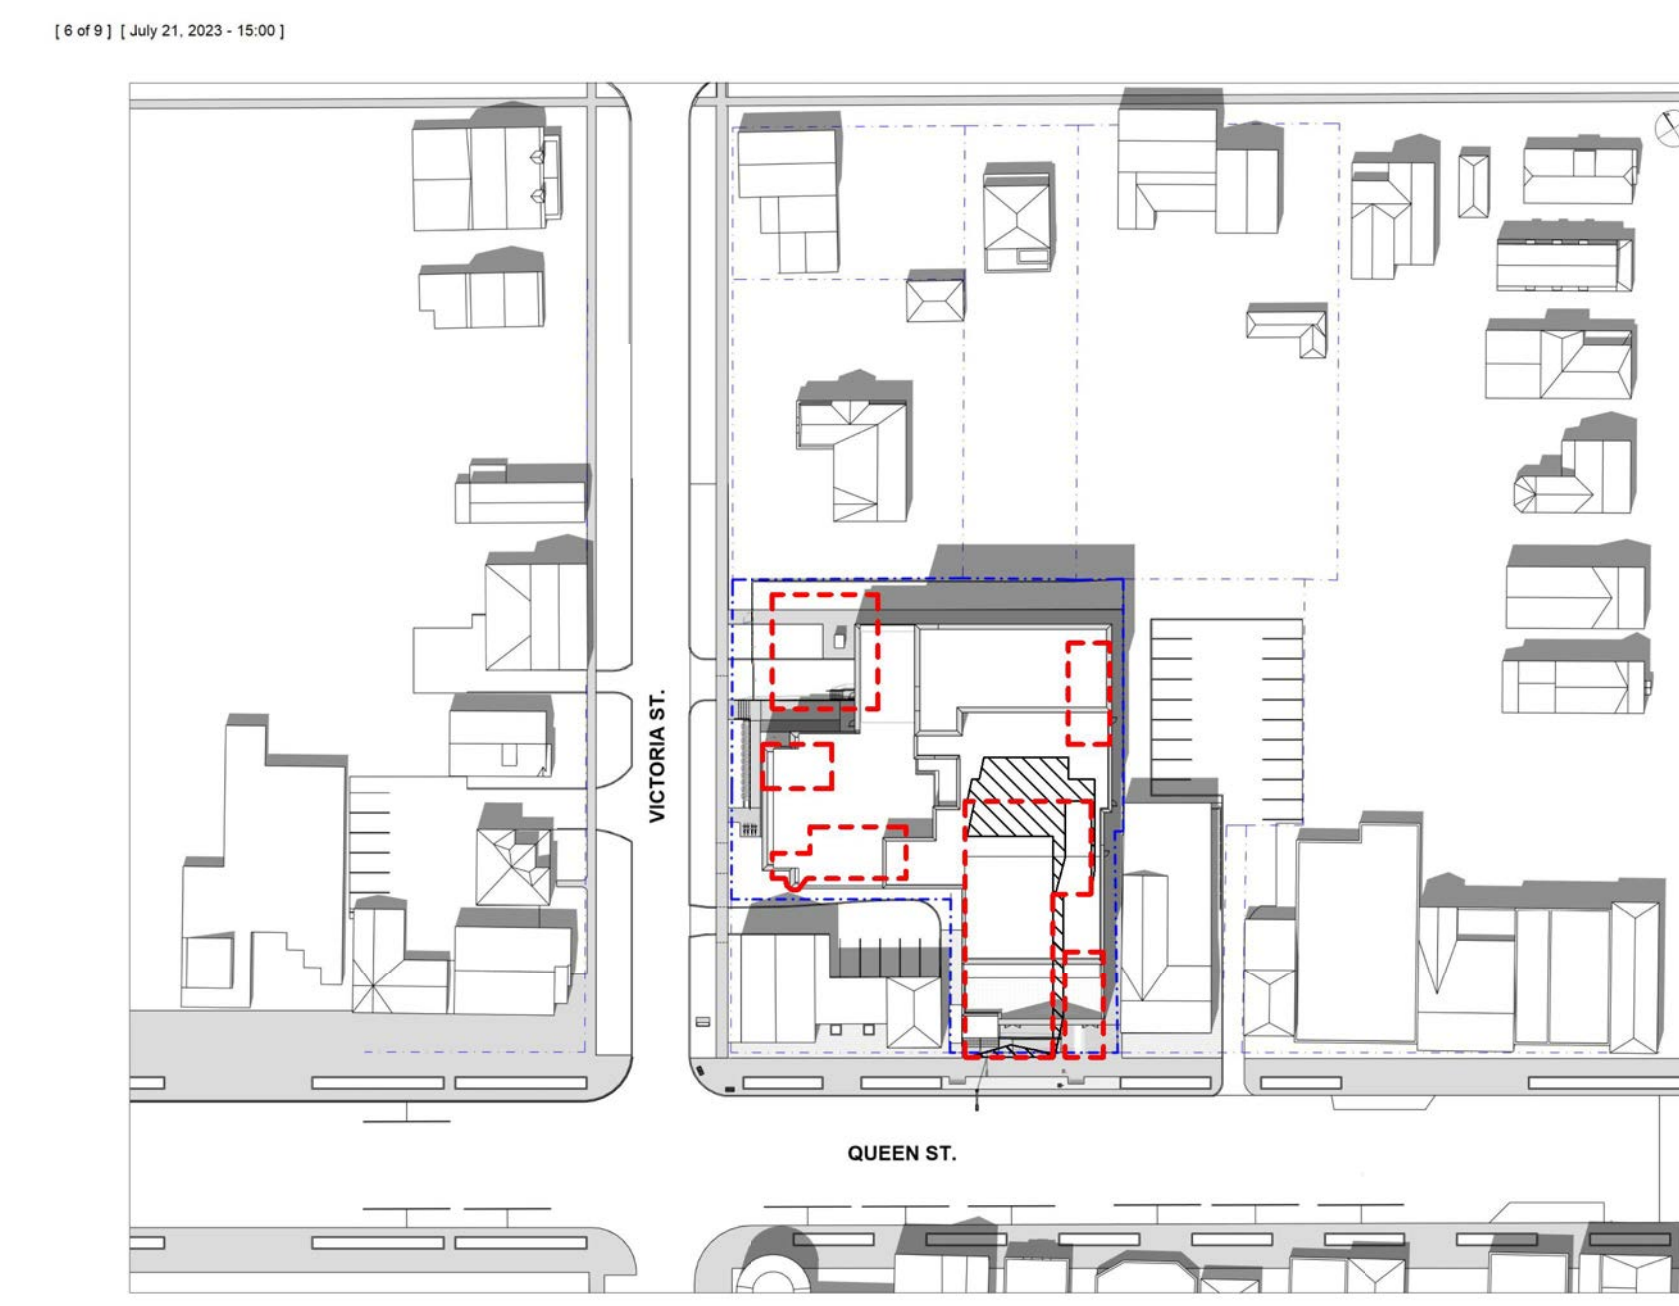 [ 6 of 9 ] [ July 21, 2023 - 15:00 ]
VICTORIA ST.
QUEEN ST.